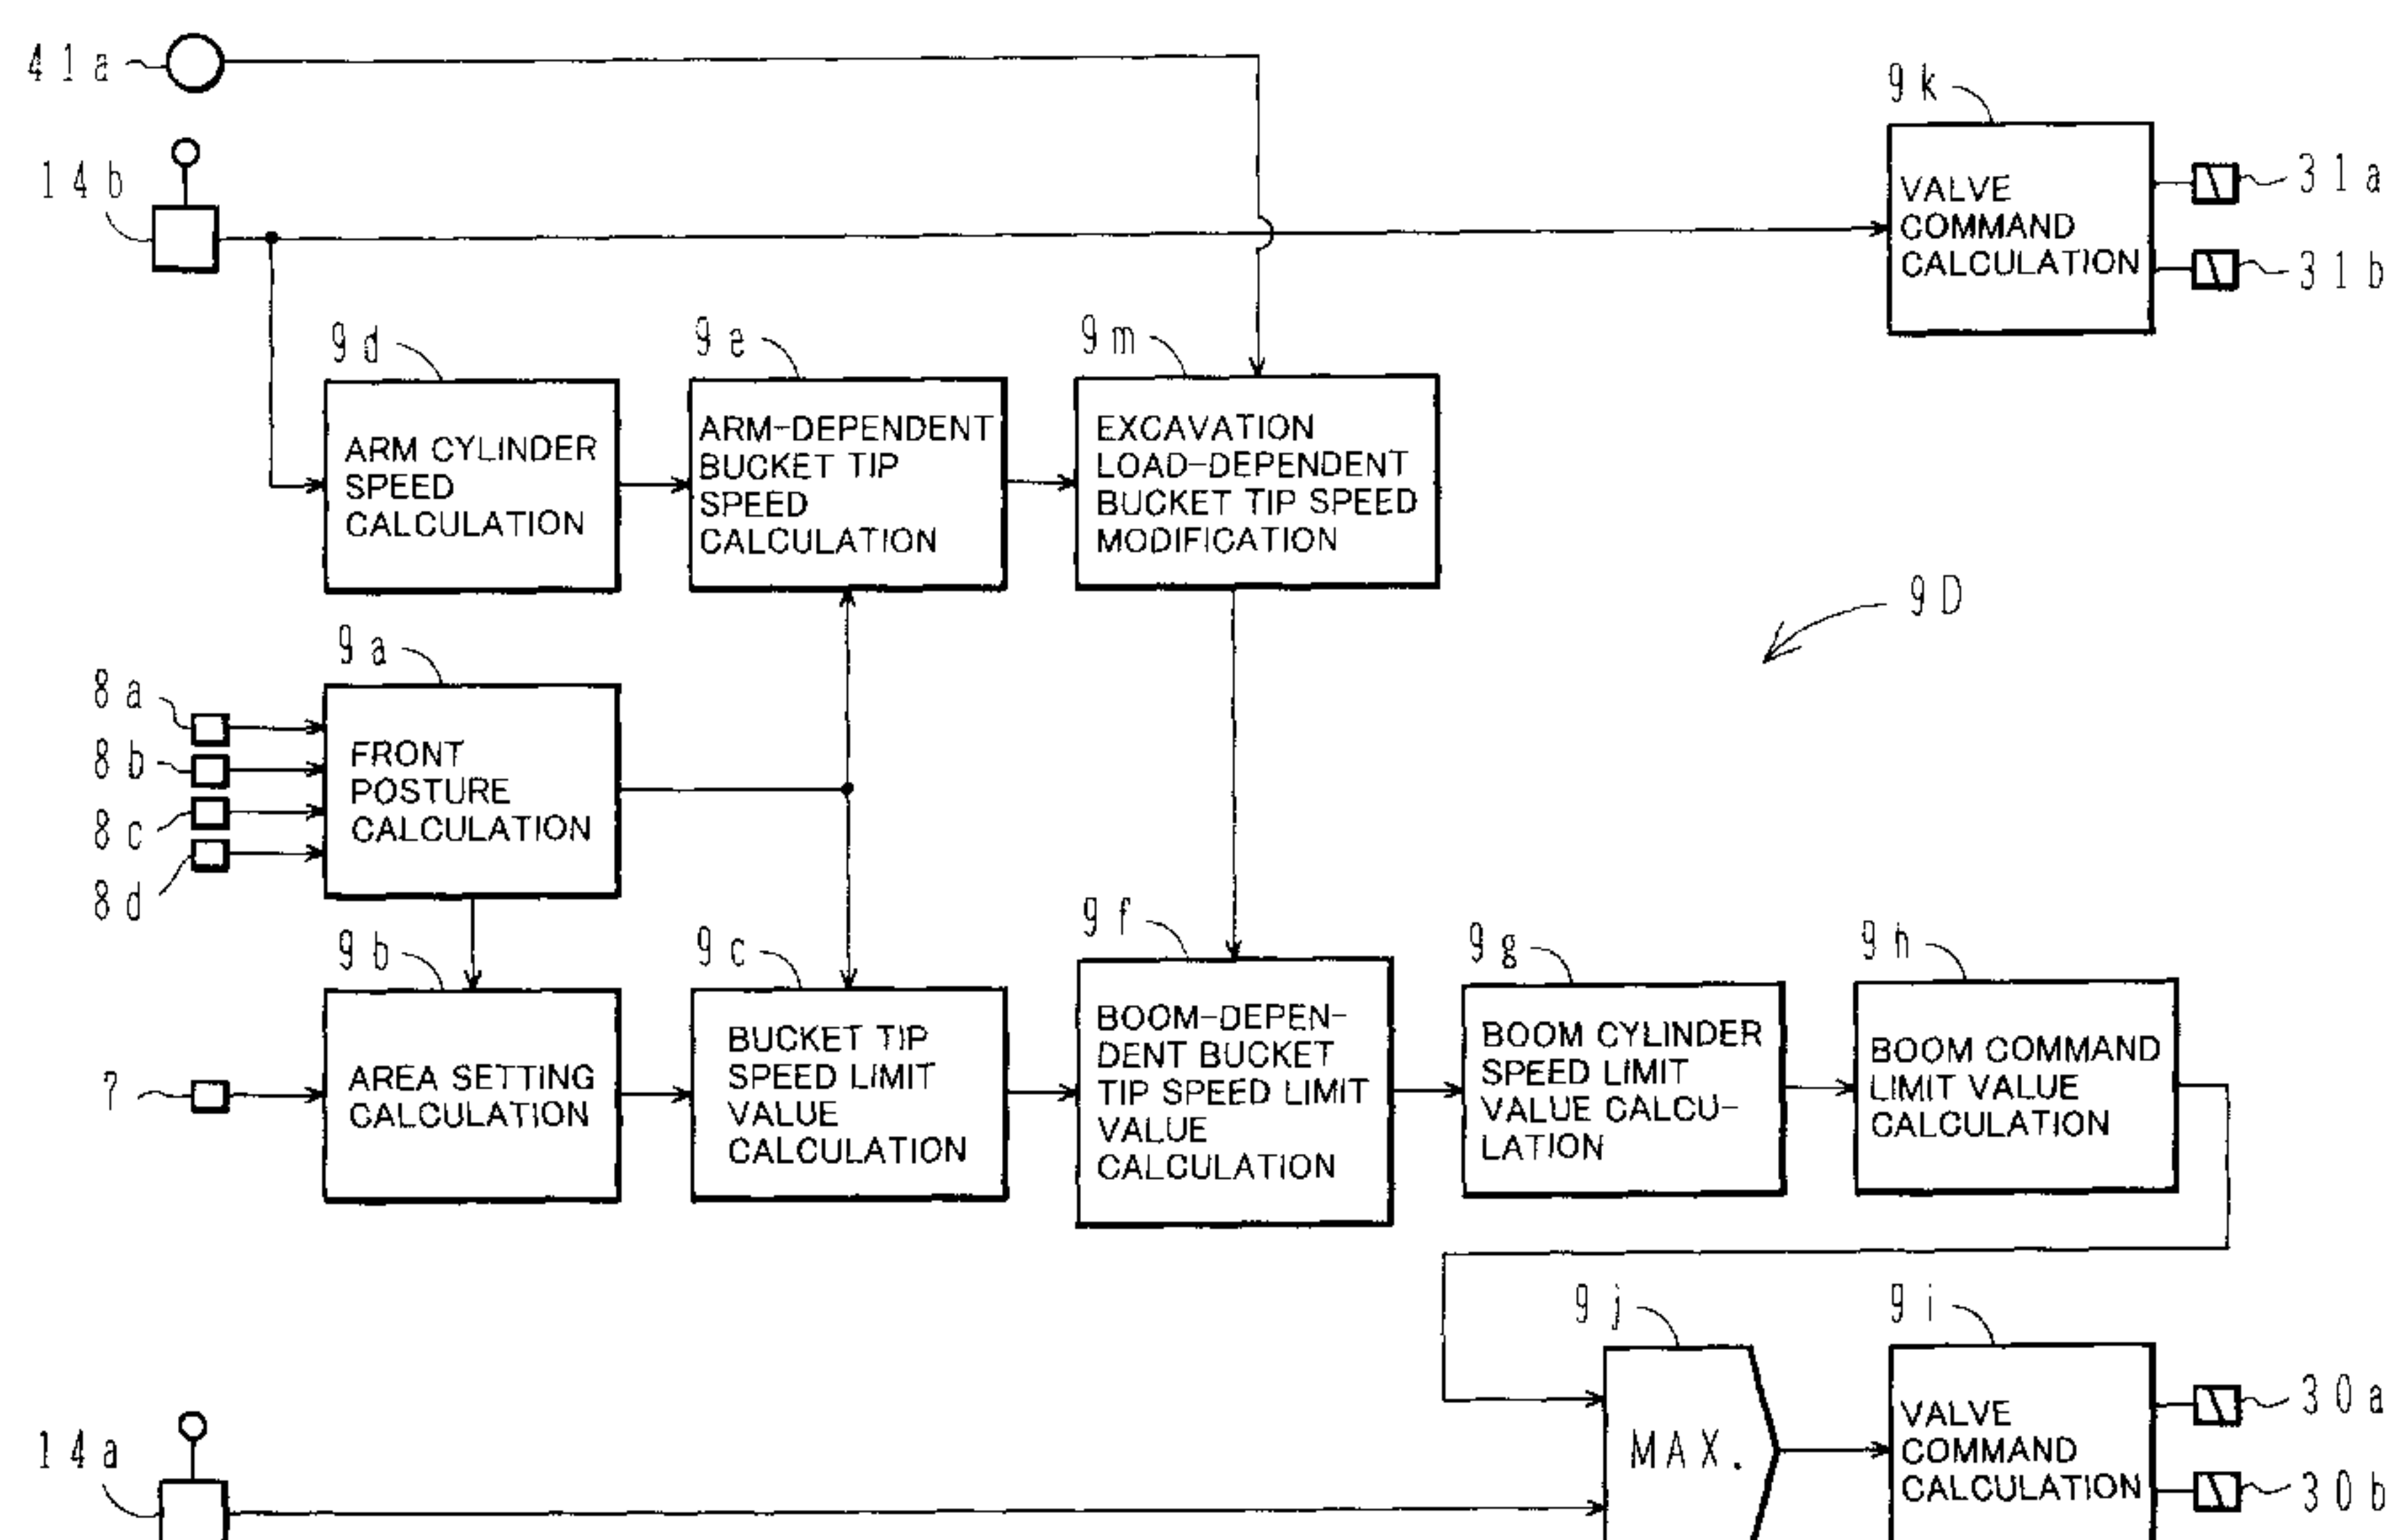 41a
9k
14b
VALVE
COMMAND
CALCULATION
31a
31b
9d
9e
9m
ARM CYLINDER
SPEED
CALCULATION
ARM-DEPENDENT
BUCKET TIP
SPEED
CALCULATION
EXCAVATION
LOAD-DEPENDENT
BUCKET TIP SPEED
MODIFICATION
9D
9a
8a
8b
8c
8d
FRONT
POSTURE
CALCULATION
9b
9c
9f
9g
9h
7
AREA SETTING
CALCULATION
BUCKET TIP
SPEED LIMIT
VALUE
CALCULATION
BOOM-DEPEN-
DENT BUCKET
TIP SPEED LIMIT
VALUE
CALCULATION
BOOM CYLINDER
SPEED LIMIT
VALUE CALCU-
LATION
BOOM COMMAND
LIMIT VALUE
CALCULATION
9j
9i
14a
MAX.
VALVE
COMMAND
CALCULATION
30a
30b